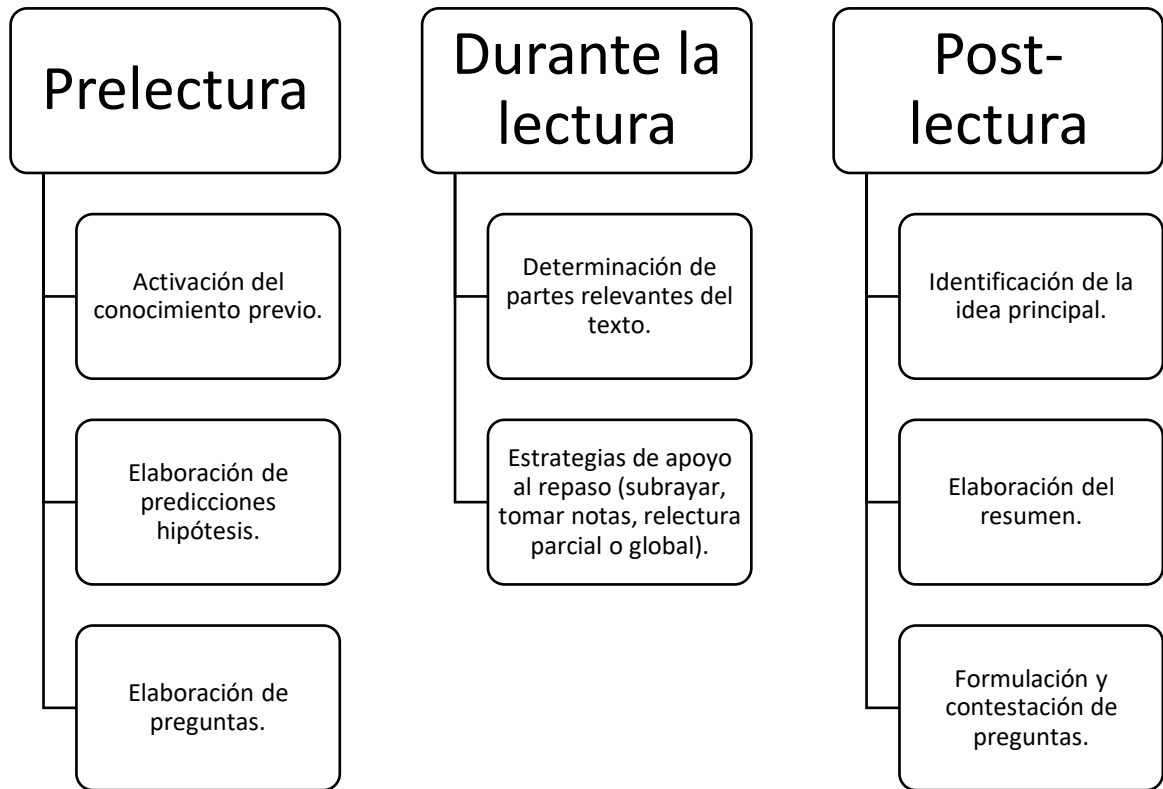 Prelectura
Activación del
conocimiento previo.
Elaboración de
predicciones
hipótesis.
Elaboración de
preguntas.
Durante la
lectura
Determinación de
partes relevantes del
texto.
Estrategias de apoyo
al repaso (subrayar,
tomar notas, relectura
parcial o global).
Post-
lectura
Identificación de la
idea principal.
Elaboración del
resumen.
Formulación y
contestación de
preguntas.